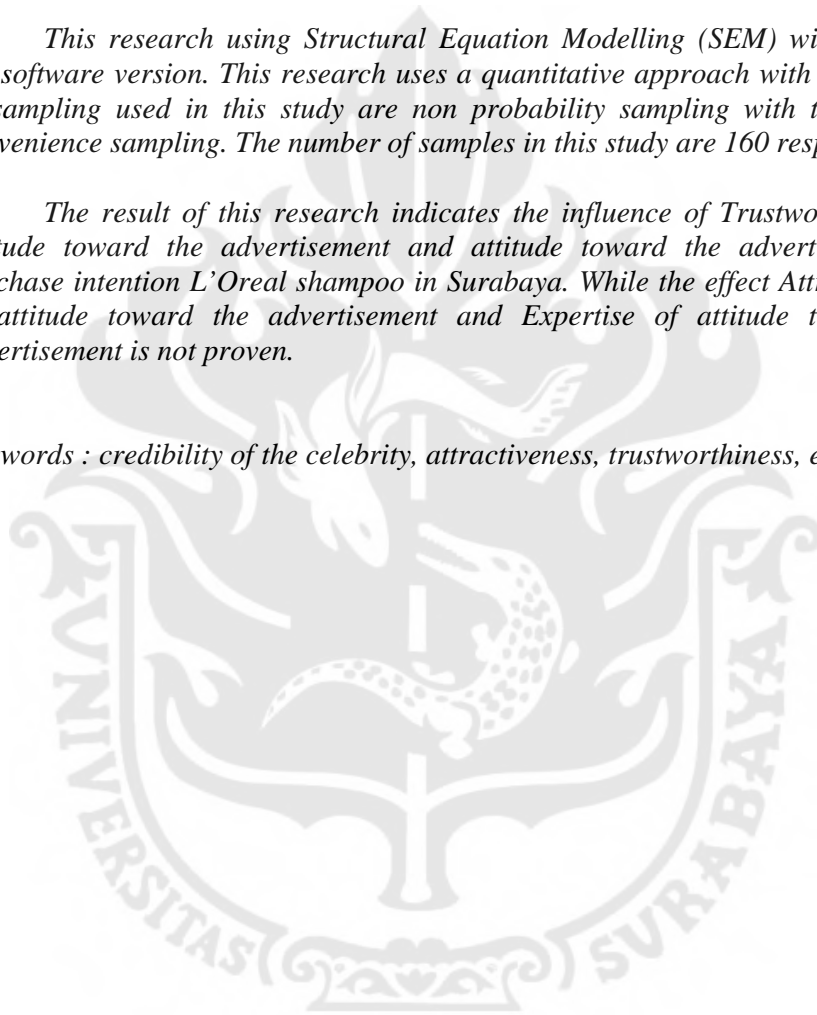 This research using Structural Equation Modelling (SEM) wi
software version. This research uses a quantitative approach with
sampling used in this study are non probability sampling with t
venience sampling. The number of samples in this study are 160 resp
The result of this research indicates the influence of Trustwo
tude toward the advertisement and attitude toward the advert
chase intention L'Oreal shampoo in Surabaya. While the effect Att
attitude toward the advertisement and Expertise of attitude t
ertisement is not proven.
words : credibility of the celebrity, attractiveness, trustworthiness, e
UNIVERSITAS SURABAYA